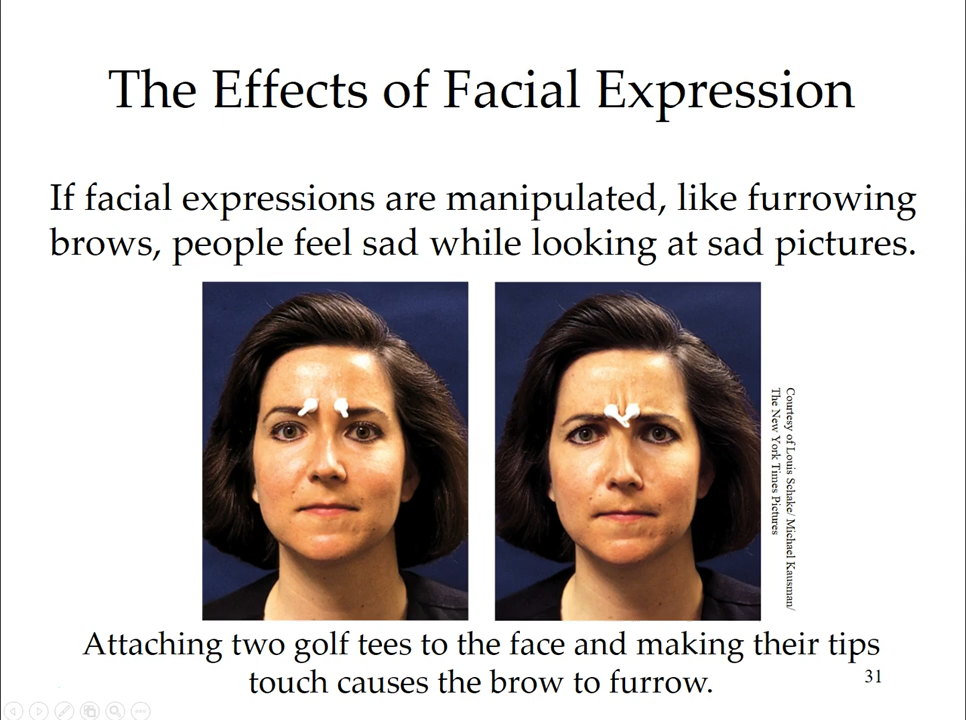 The Effects of Facial Expression
If facial expressions are manipulated, like furrowing
brows, people feel sad while looking at sad pictures.
Courtesy of Louis Schake/ Michael Kausman/
The New York Times Pictures
Attaching two golf tees to the face and making their tips
touch causes the brow to furrow.
31